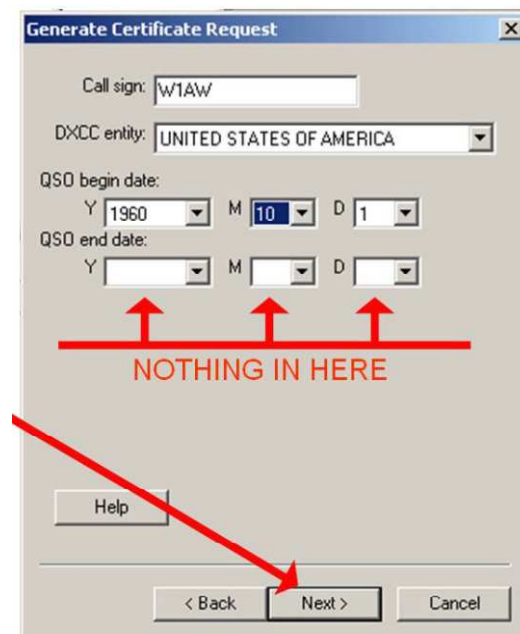 Generate Certificate Request
Call sign: W1AW
DXCC entity: UNITED STATES OF AMERICA
QSO begin date:
Y 1960 M 10 D 1
QSO end date:
Y M D
NOTHING IN HERE
Help
< Back Next > Cancel